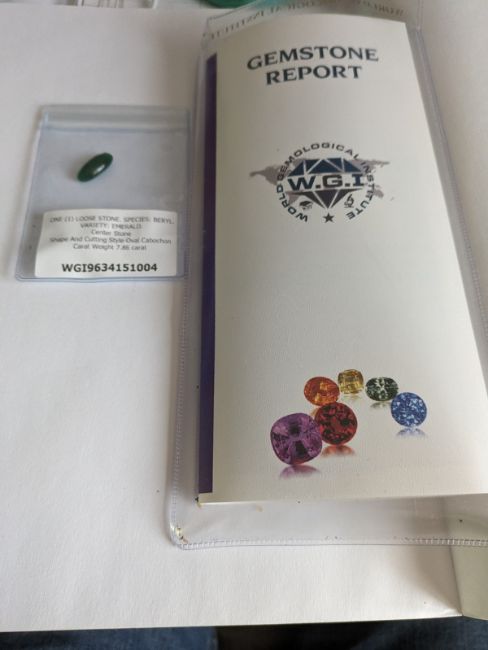 GEMSTONE
REPORT
WORLD GEMOLOGICAL INSTITUTE
W.G.I.
ONE (1) LOOSE STONE. SPECIES: BERYL.
VARIETY: EMERALD.
Center Stone
Shape And Cutting Style Oval Cabochon
Carat Weight 7.86 carat
WGI9634151004